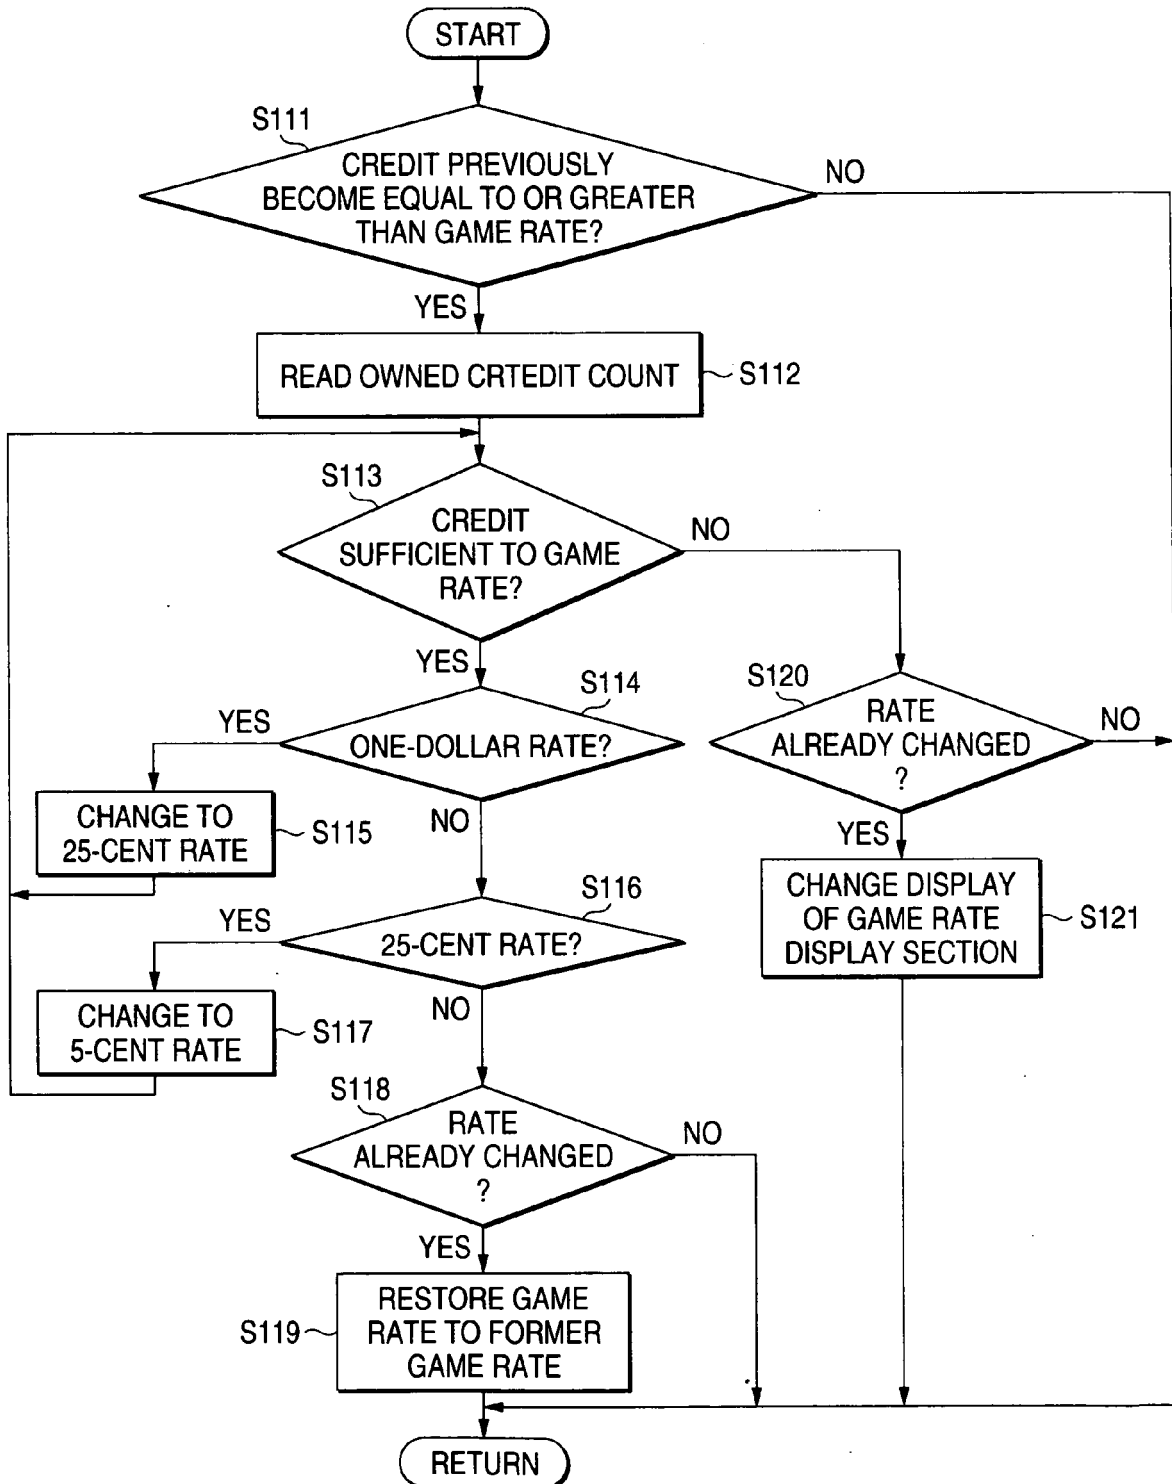 START
S111
CREDIT PREVIOUSLY
BECOME EQUAL TO OR GREATER
THAN GAME RATE?
NO
YES
READ OWNED CRTEDIT COUNT
S112
S113
CREDIT
SUFFICIENT TO GAME
RATE?
NO
YES
S114
ONE-DOLLAR RATE?
YES
NO
CHANGE TO
25-CENT RATE
S115
S120
RATE
ALREADY CHANGED
?
NO
YES
CHANGE DISPLAY
OF GAME RATE
DISPLAY SECTION
S121
S116
25-CENT RATE?
YES
NO
CHANGE TO
5-CENT RATE
S117
S118
RATE
ALREADY CHANGED
?
NO
YES
RESTORE GAME
RATE TO FORMER
GAME RATE
S119
RETURN